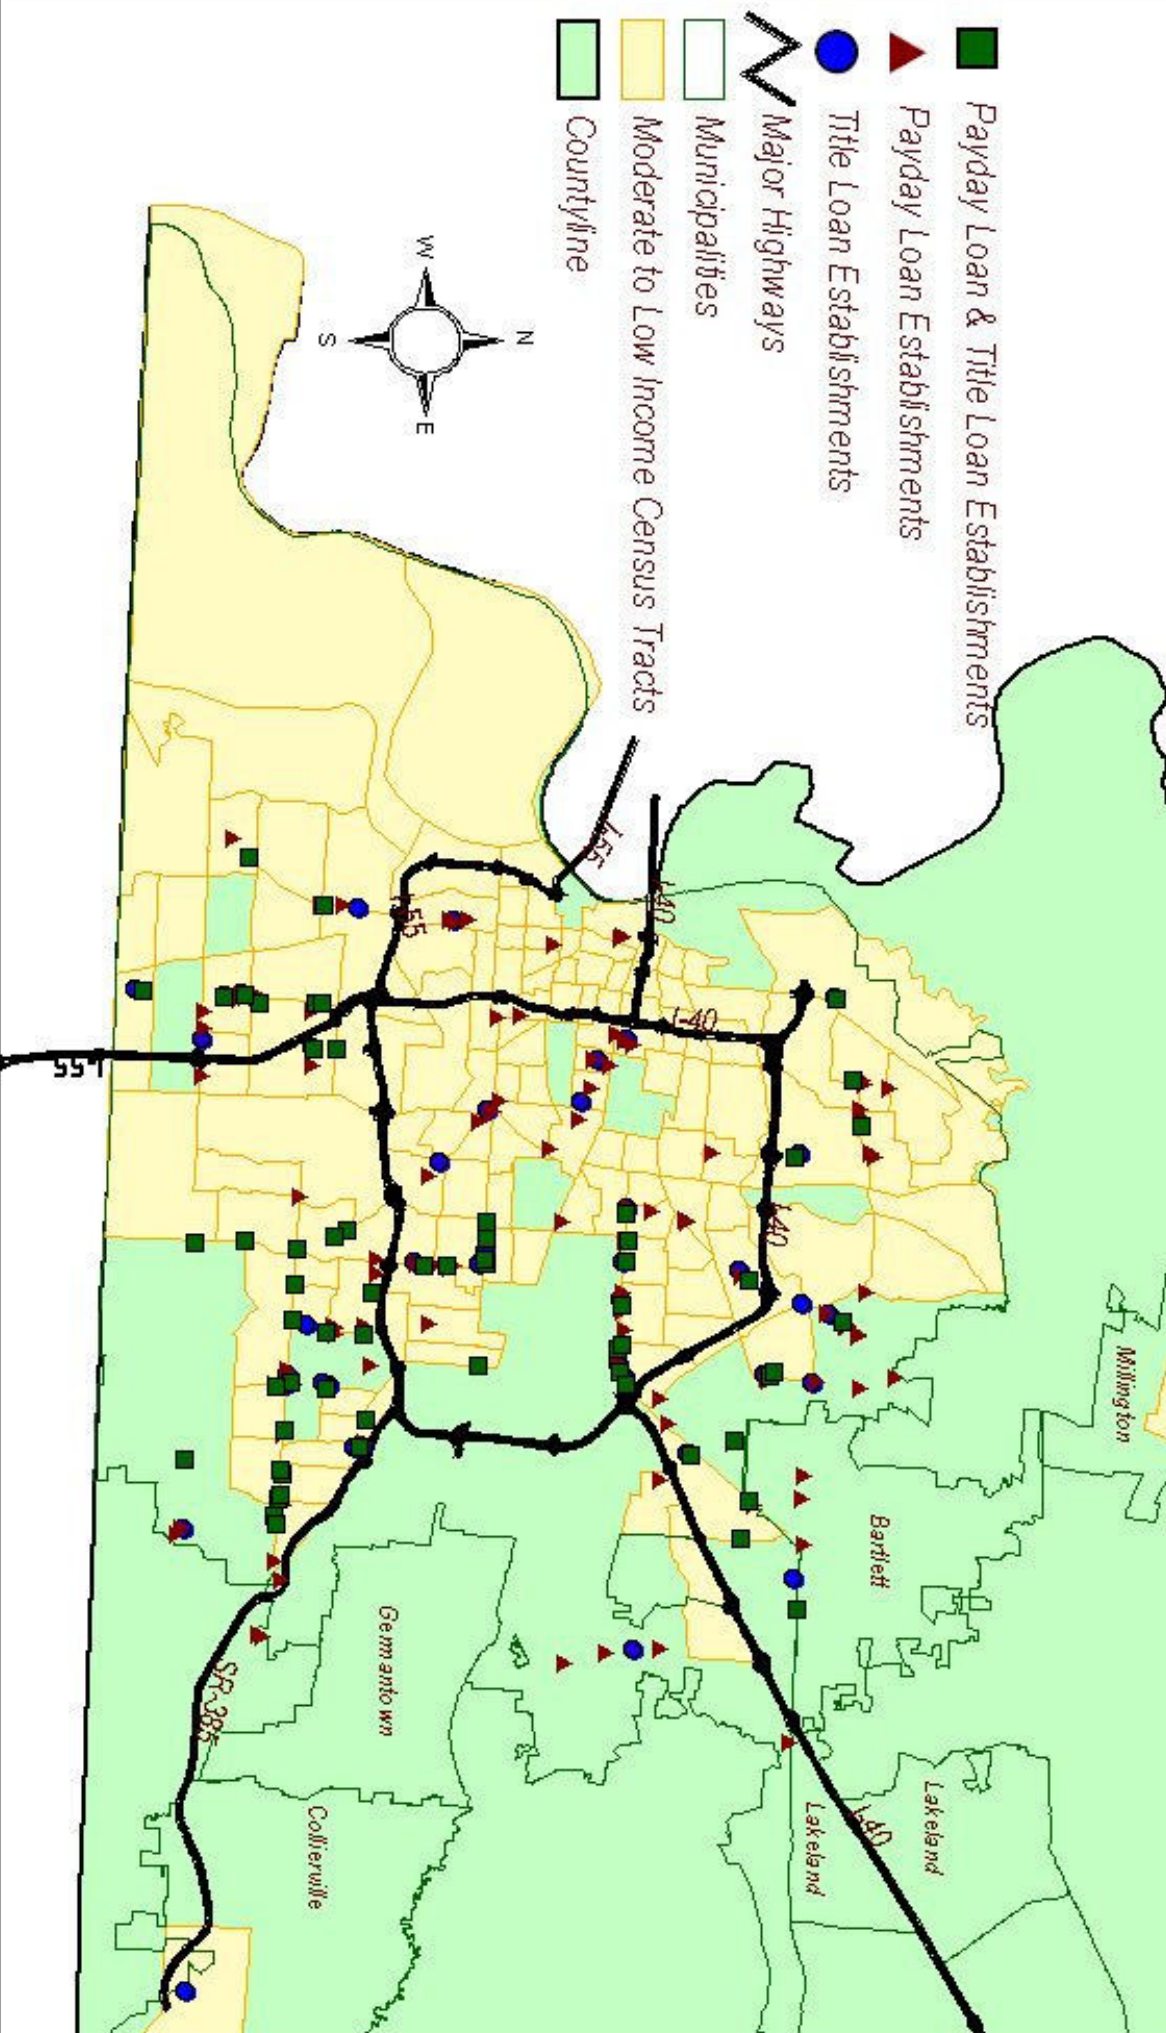 Payday Loan & Title Loan Establishments
Payday Loan Establishments
Title Loan Establishments
Major Highways
Municipalities
Moderate to Low Income Census Tracts
Countyline
N
W
E
S
Millington
Bartlett
Lakeland
Lakeland
I-40
I-40
I-40
I-40
I-55
I-55
I-55
Germantown
Collierville
SR-385